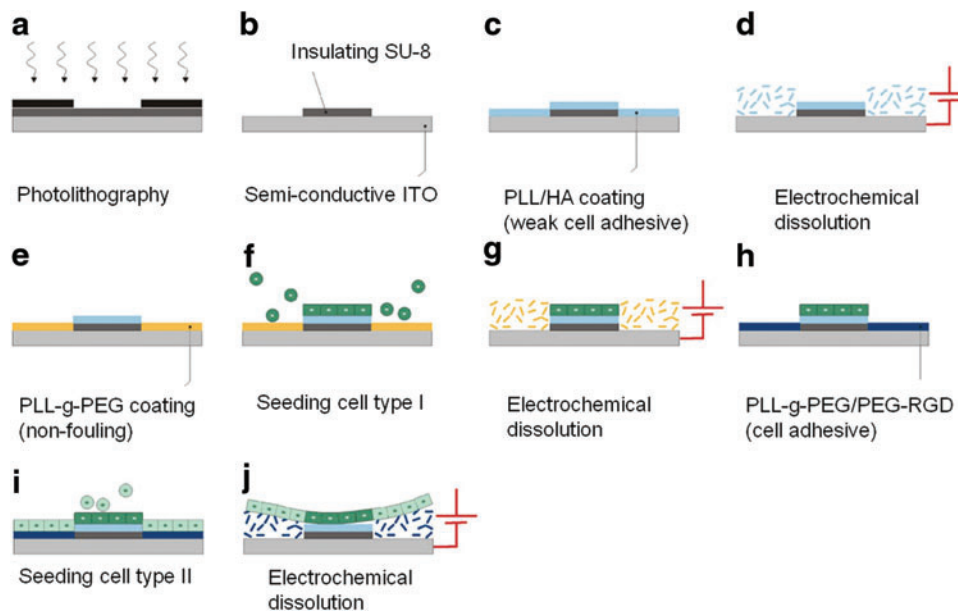 a
Photolithography
b
Insulating SU-8
Semi-conductive ITO
c
PLL/HA coating
(weak cell adhesive)
d
Electrochemical
dissolution
e
PLL-g-PEG coating
(non-fouling)
f
Seeding cell type I
g
Electrochemical
dissolution
h
PLL-g-PEG/PEG-RGD
(cell adhesive)
i
Seeding cell type II
j
Electrochemical
dissolution